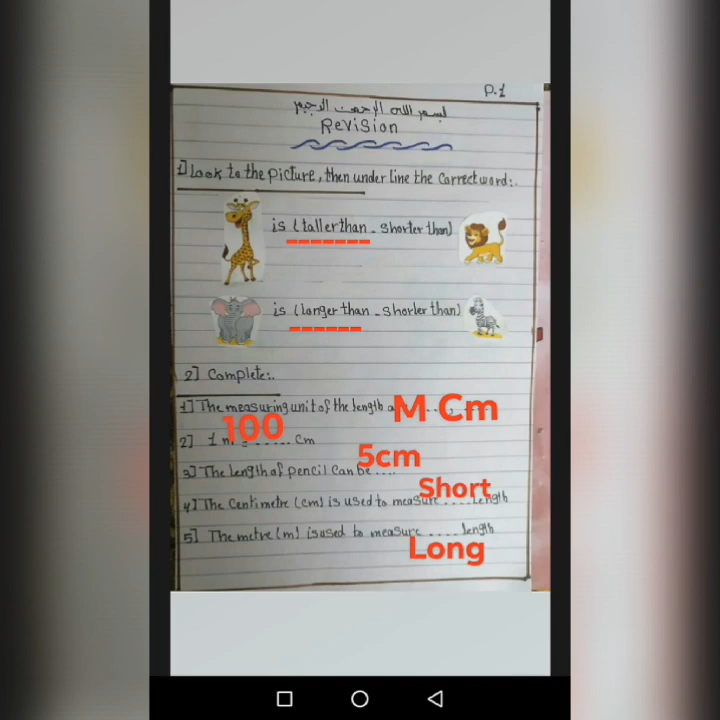 P.1
بسم الله الرحمن الرحيم
Revision
1] Look to the picture, then under line the Correct word:.
is (taller than - shorter than)
is (longer than - shorter than)
2] Complete:.
1] The measuring unit of the length a M Cm
100
2] 1 m = ..... Cm
5cm
3] The Length of pencil Can be ....
Short
4] The Centimetre (cm) is used to measure .... Length
5] The metre (m) is used to measure .... length
Long